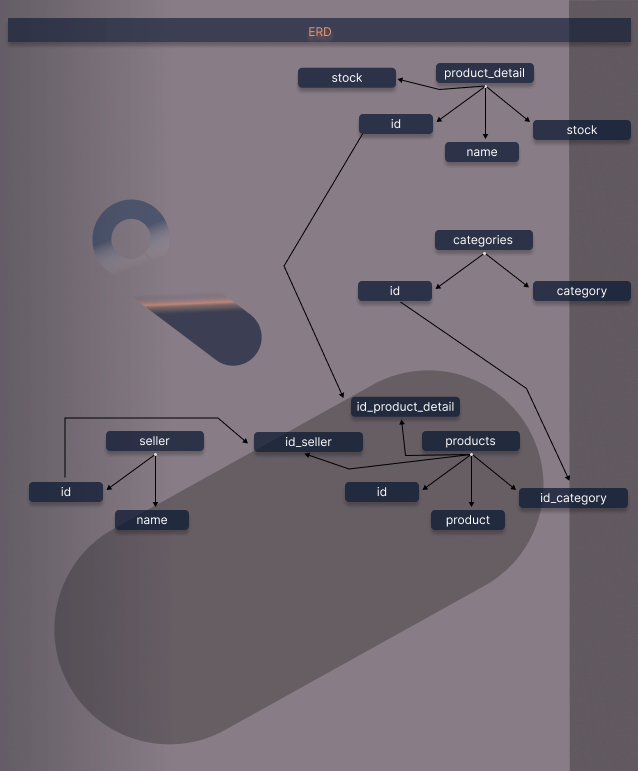 ERD
product_detail
stock
id
stock
name
categories
id
category
id_product_detail
seller
id_seller
products
id
id
id_category
name
product